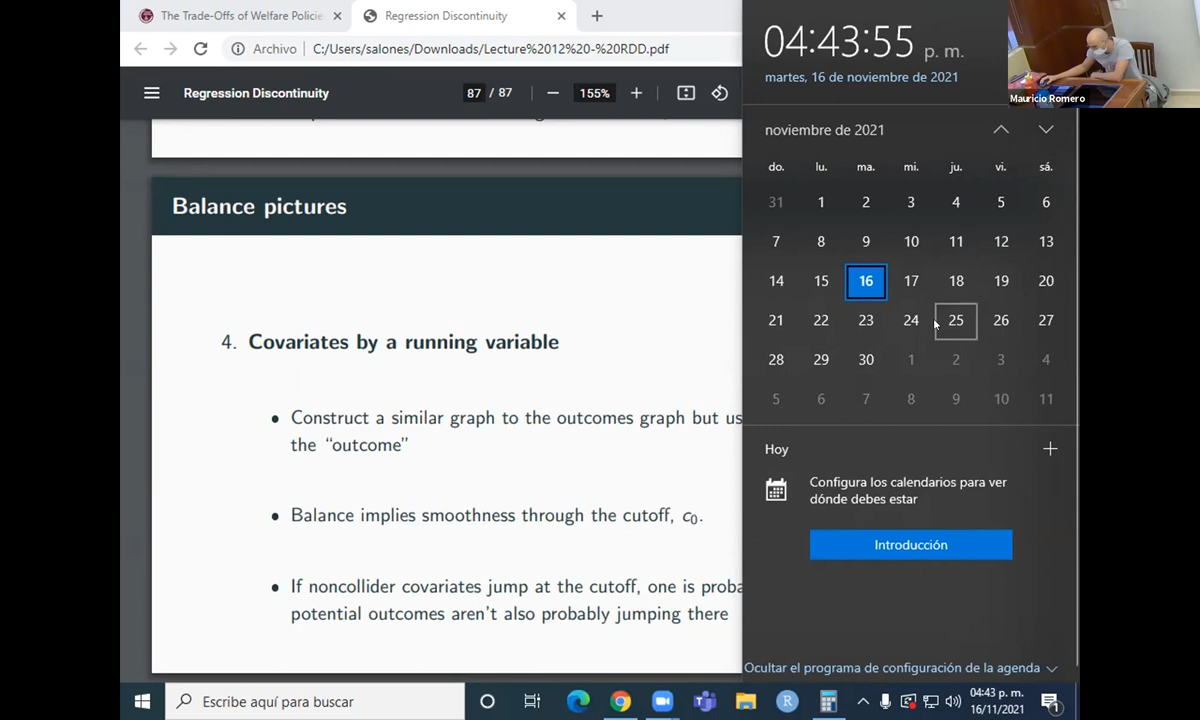 The Trade-Offs of Welfare Policie
Regression Discontinuity
Archivo
C:/Users/salones/Downloads/Lecture%2012%20-%20RDD.pdf
Regression Discontinuity
87 / 87
155%
Balance pictures
4. Covariates by a running variable
• Construct a similar graph to the outcomes graph but us
the “outcome”
• Balance implies smoothness through the cutoff, c0.
• If noncollider covariates jump at the cutoff, one is proba
potential outcomes aren't also probably jumping there
04:43:55 p. m.
martes, 16 de noviembre de 2021
noviembre de 2021
do. lu. ma. mi. ju. vi. sá.
31 1 2 3 4 5 6
7 8 9 10 11 12 13
14 15 16 17 18 19 20
21 22 23 24 25 26 27
28 29 30 1 2 3 4
5 6 7 8 9 10 11
Hoy
Configura los calendarios para ver
dónde debes estar
Introducción
Ocultar el programa de configuración de la agenda
Mauricio Romero
Escribe aquí para buscar
04:43 p. m.
16/11/2021
1